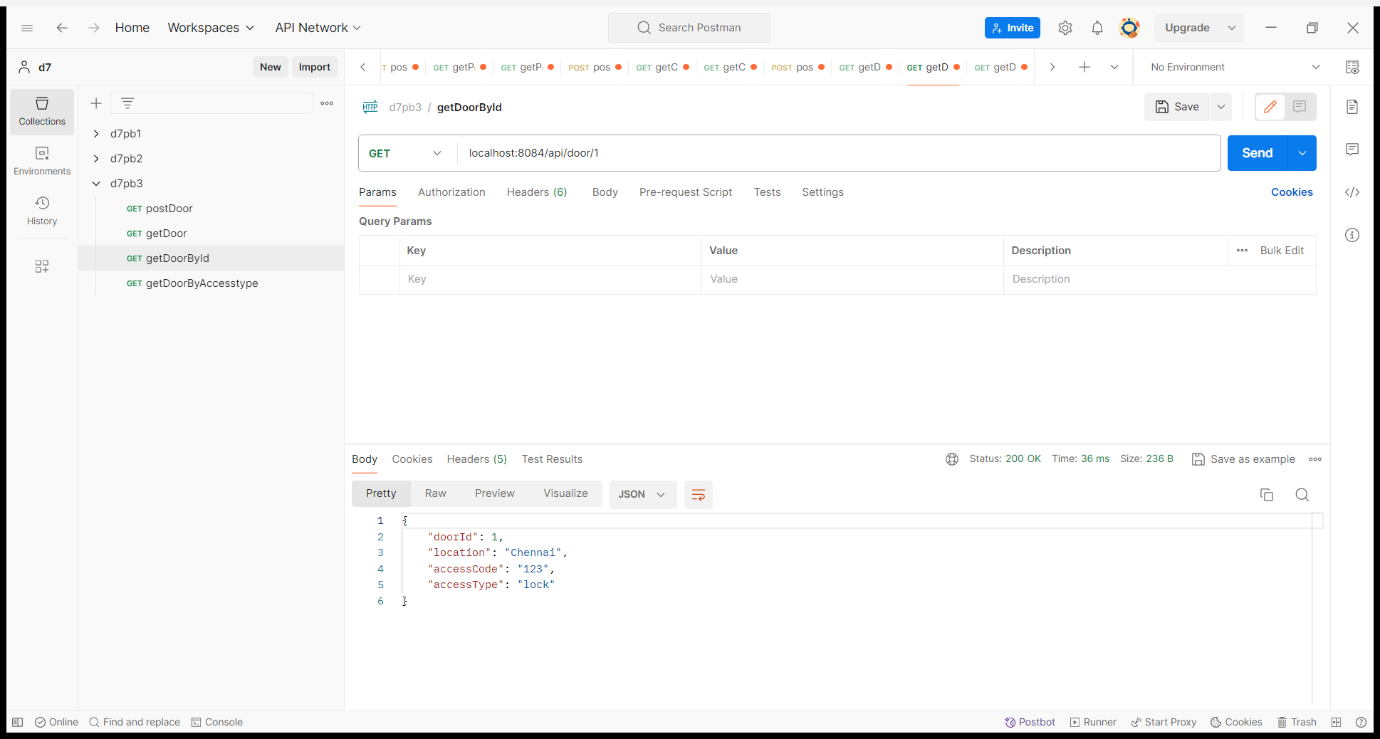 Home Workspaces API Network Search Postman Invite Upgrade
d7 New Import pos GET getP GET getP POST pos GET getC GET getC POST pos GET getD GET getD GET getD No Environment
Collections
Environments
History
d7pb1
d7pb2
d7pb3
GET postDoor
GET getDoor
GET getDoorById
GET getDoorByAccesstype
HTTP d7pb3 / getDoorById Save
GET localhost:8084/api/door/1 Send
Params Authorization Headers (6) Body Pre-request Script Tests Settings Cookies
Query Params
Key Value Description Bulk Edit
Key Value Description
Body Cookies Headers (5) Test Results Status: 200 OK Time: 36 ms Size: 236 B Save as example
Pretty Raw Preview Visualize JSON
1 {
2 "doorId": 1,
3 "location": "Chennai",
4 "accessCode": "123",
5 "accessType": "lock"
6 }
Online Find and replace Console Postbot Runner Start Proxy Cookies Trash